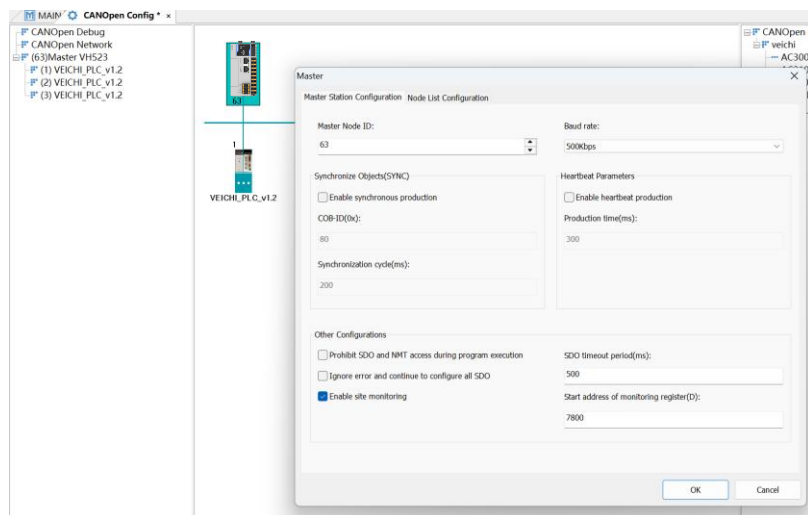 MAIN CANOpen Config *
CANOpen Debug
CANOpen Network
(63)Master VH523
(1) VEICHI_PLC_v1.2
(2) VEICHI_PLC_v1.2
(3) VEICHI_PLC_v1.2
63
1
VEICHI_PLC_v1.2
CANOpen
veichi
AC300
Master
Master Station Configuration Node List Configuration
Master Node ID:
63
Baud rate:
500Kbps
Synchronize Objects(SYNC)
Enable synchronous production
COB-ID(0x):
80
Synchronization cycle(ms):
200
Heartbeat Parameters
Enable heartbeat production
Production time(ms):
300
Other Configurations
Prohibit SDO and NMT access during program execution
Ignore error and continue to configure all SDO
Enable site monitoring
SDO timeout period(ms):
500
Start address of monitoring register(D):
7800
OK Cancel